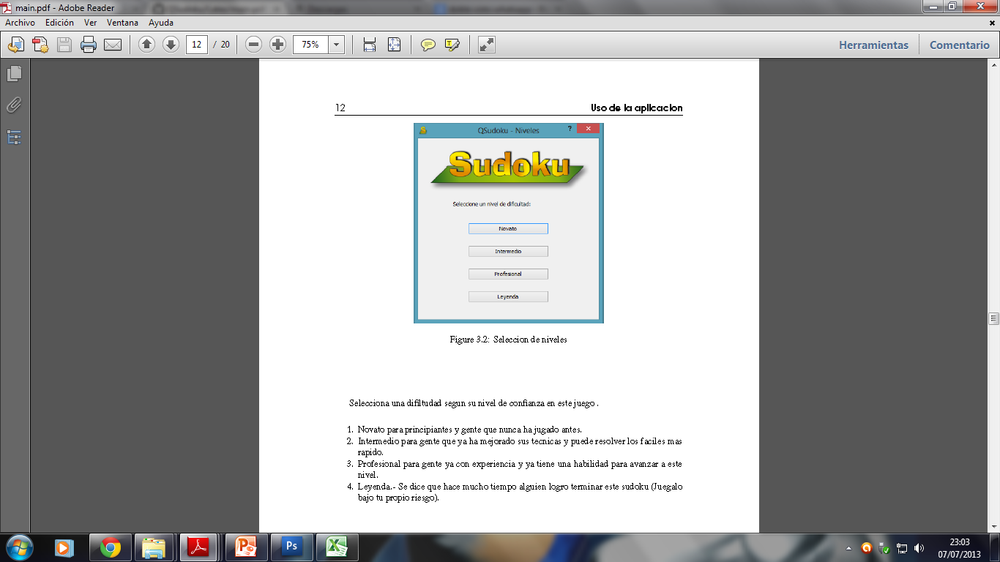 main.pdf - Adobe Reader
Archivo Edición Ver Ventana Ayuda
12 / 20 75% Herramientas Comentario
12 Uso de la aplicacion
QSudoku - Niveles
Sudoku
Seleccione un nivel de dificultad:
Novato
Intermedio
Profesional
Leyenda
Figure 3.2: Seleccion de niveles
Selecciona una difiltudad segun su nivel de confianza en este juego .
1. Novato para principiantes y gente que nunca ha jugado antes.
2. Intermedio para gente que ya ha mejorado sus tecnicas y puede resolver los faciles mas
rapido.
3. Profesional para gente ya con experiencia y ya tiene una habilidad para avanzar a este
nivel.
4. Leyenda.- Se dice que hace mucho tiempo alguien logro terminar este sudoku (Juegalo
bajo tu propio riesgo).
23:03
07/07/2013